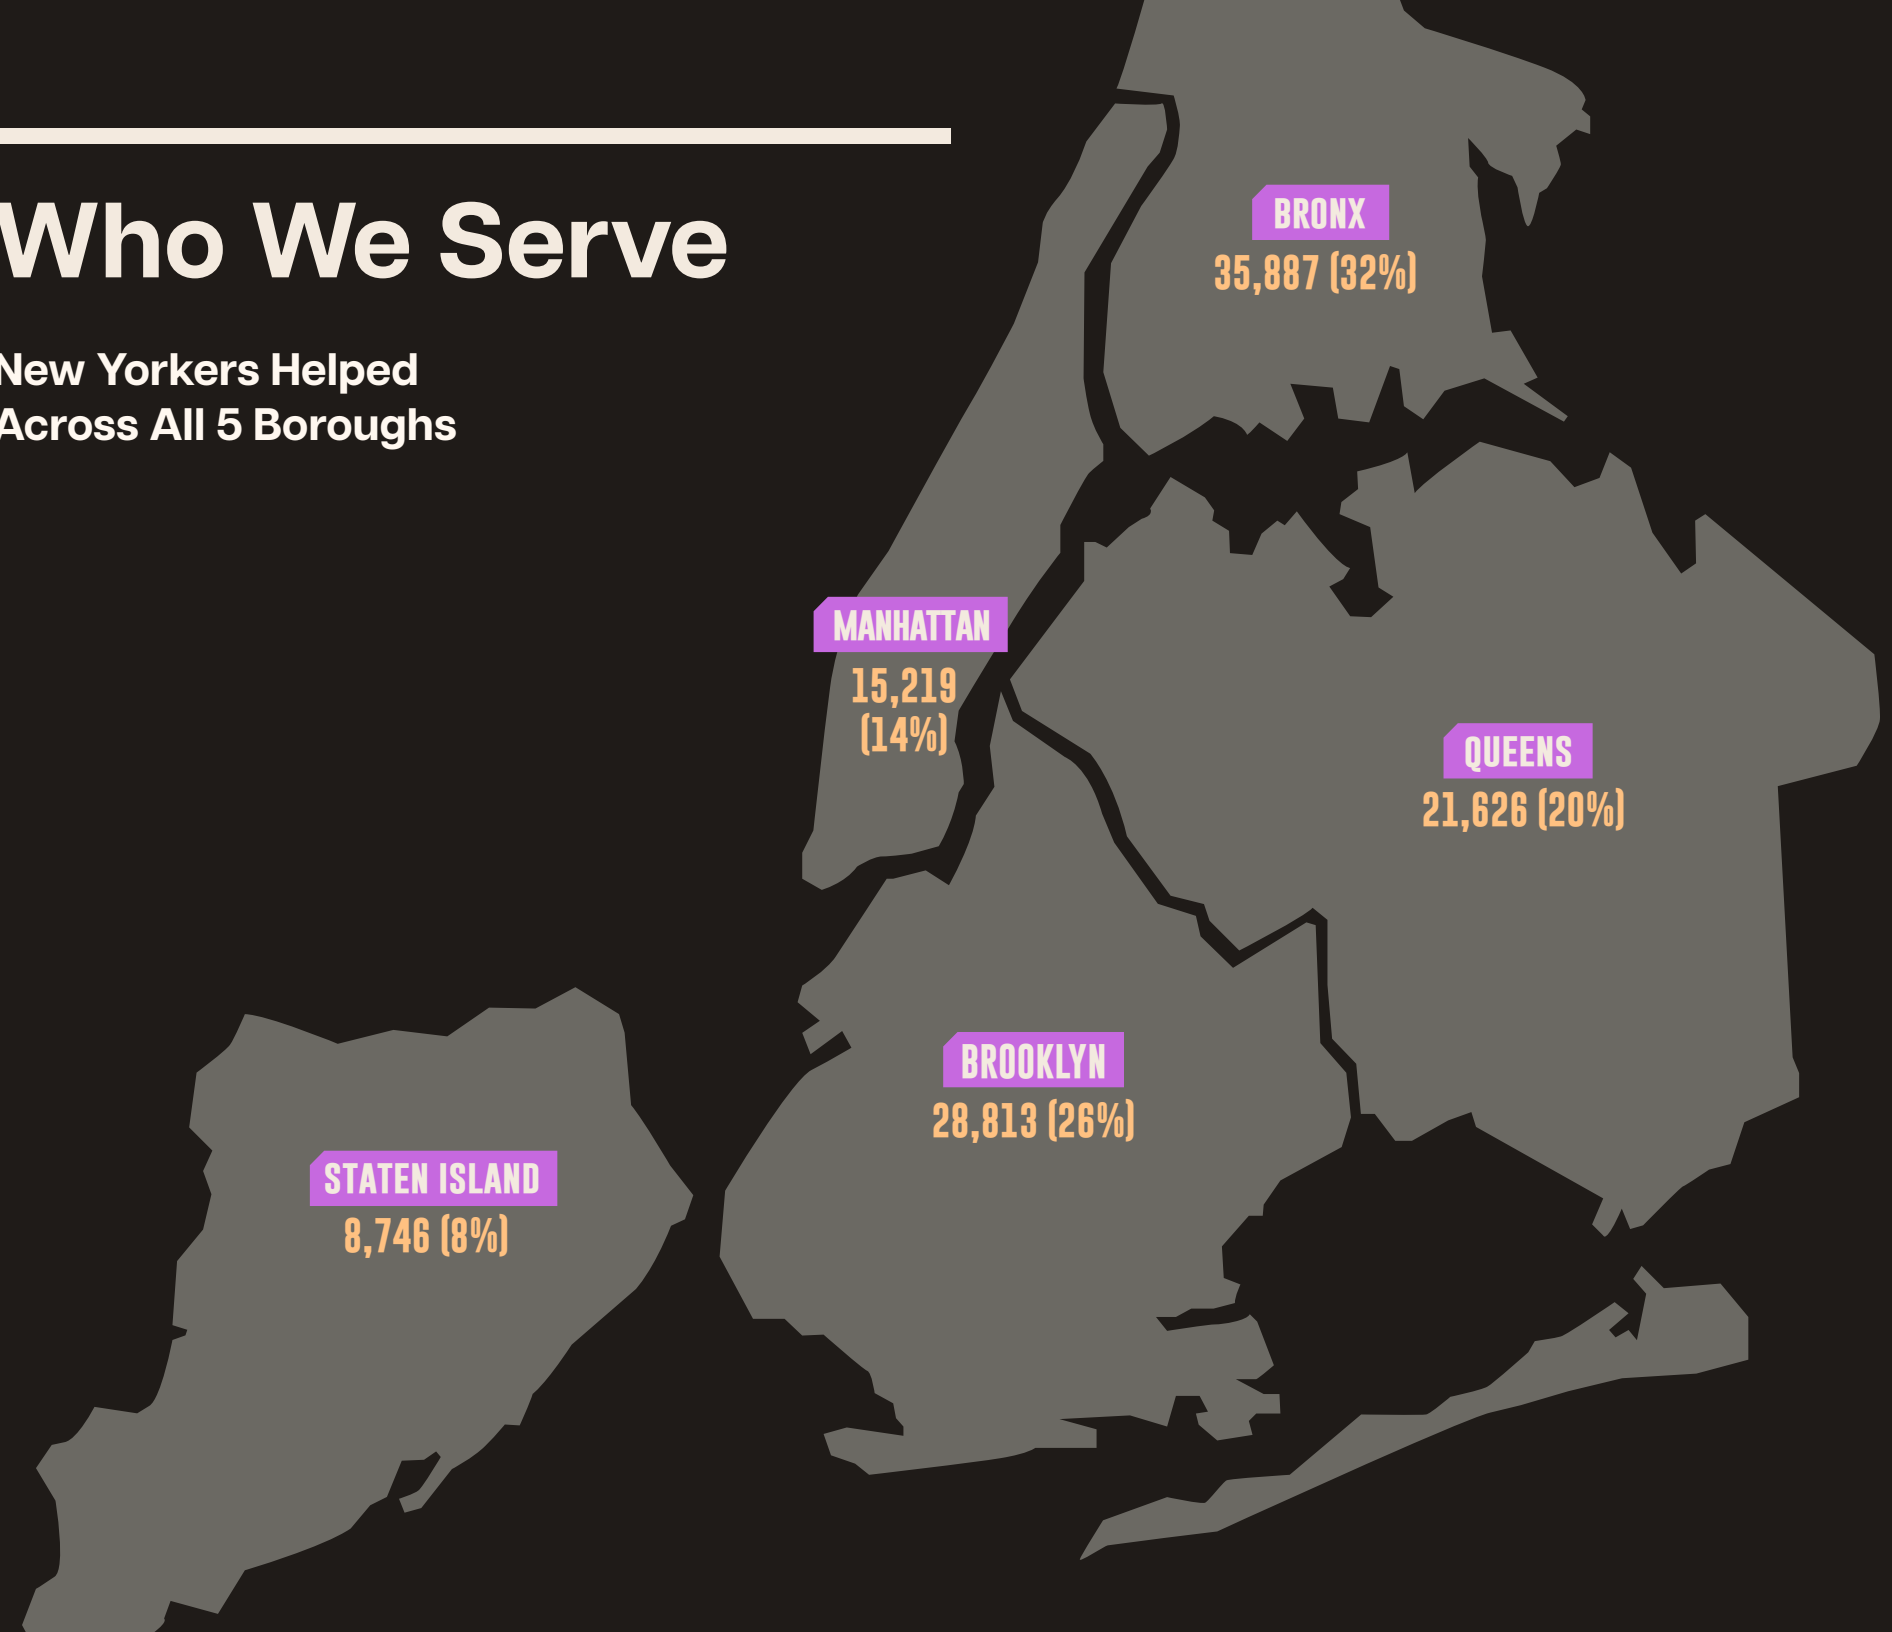 Who We Serve
New Yorkers Helped
Across All 5 Boroughs
BRONX
35,887 (32%)
MANHATTAN
15,219
(14%)
QUEENS
21,626 (20%)
BROOKLYN
28,813 (26%)
STATEN ISLAND
8,746 (8%)